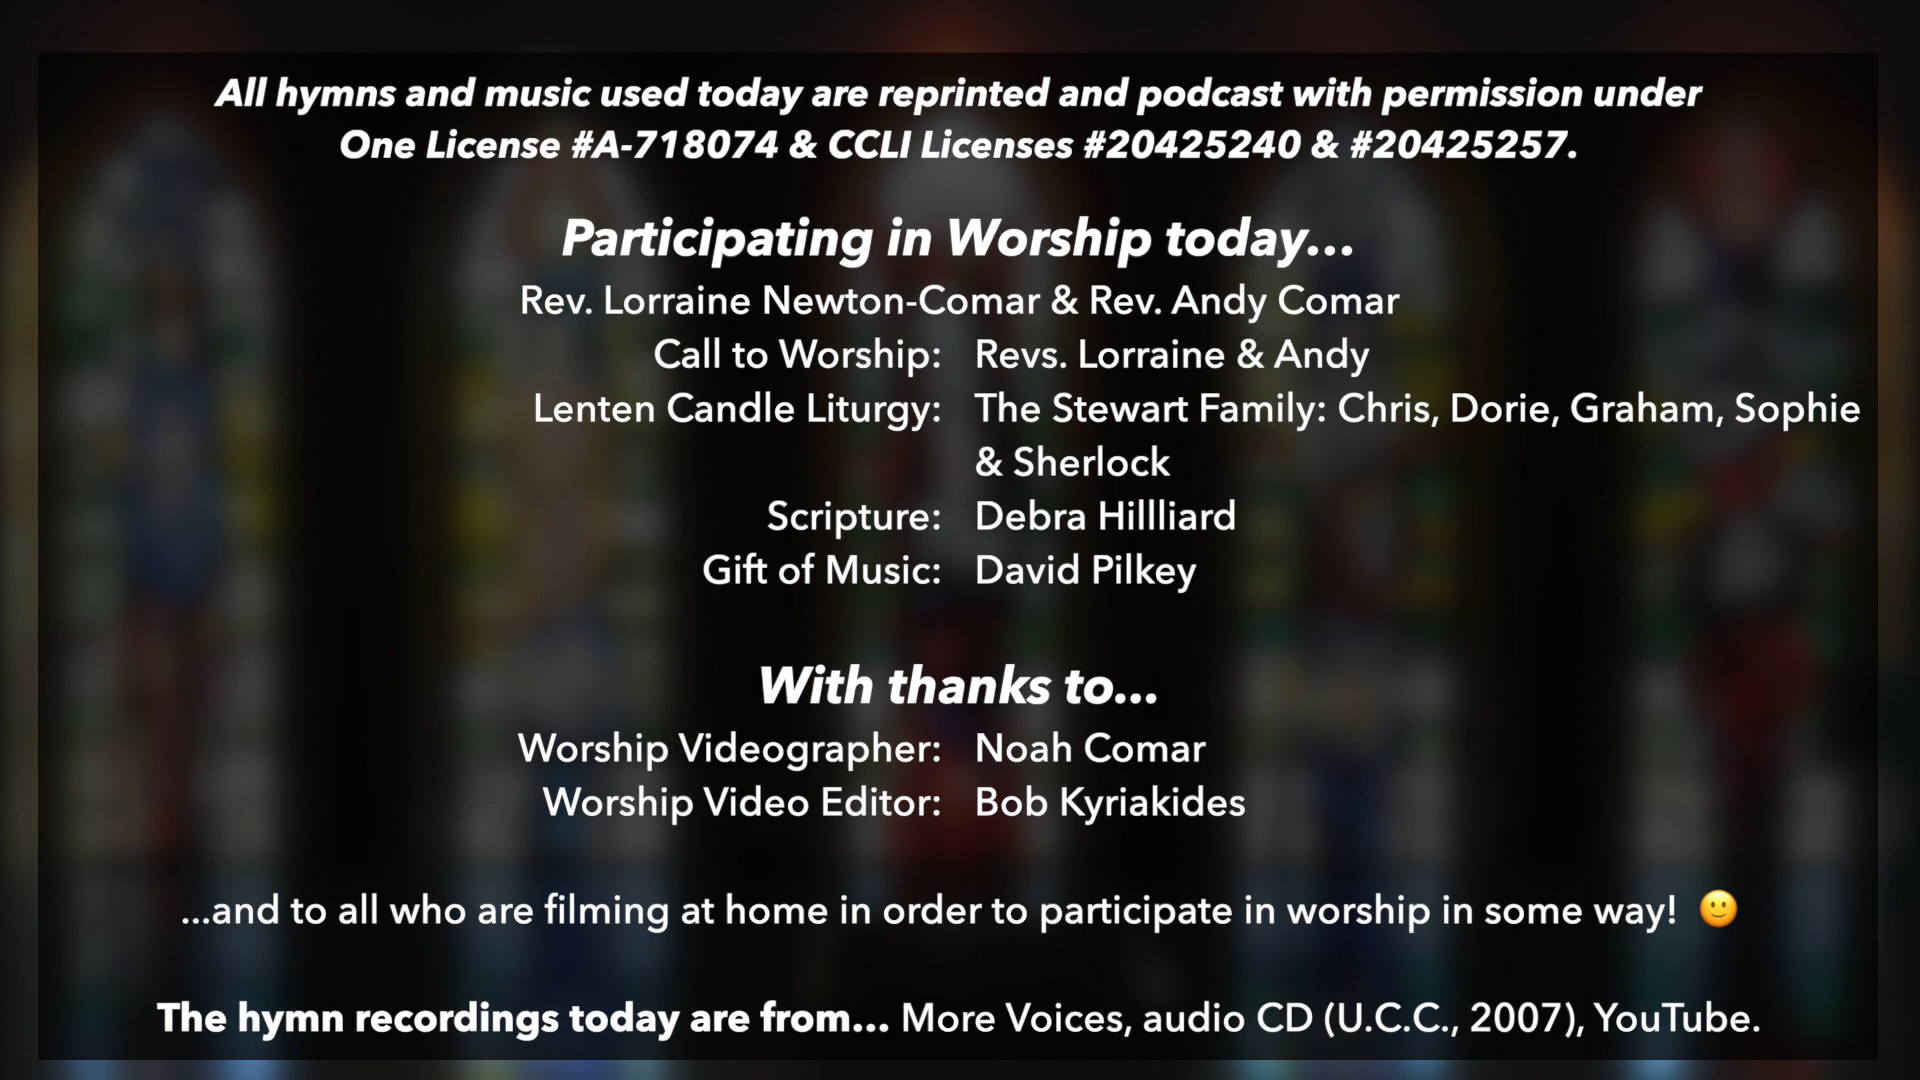 All hymns and music used today are reprinted and podcast with permission under
One License #A-718074 & CCLI Licenses #20425240 & #20425257.
Participating in Worship today...
Rev. Lorraine Newton-Comar & Rev. Andy Comar
Call to Worship: Revs. Lorraine & Andy
Lenten Candle Liturgy: The Stewart Family: Chris, Dorie, Graham, Sophie
& Sherlock
Scripture: Debra Hillliard
Gift of Music: David Pilkey
With thanks to...
Worship Videographer: Noah Comar
Worship Video Editor: Bob Kyriakides
...and to all who are filming at home in order to participate in worship in some way! 🙂
The hymn recordings today are from... More Voices, audio CD (U.C.C., 2007), YouTube.